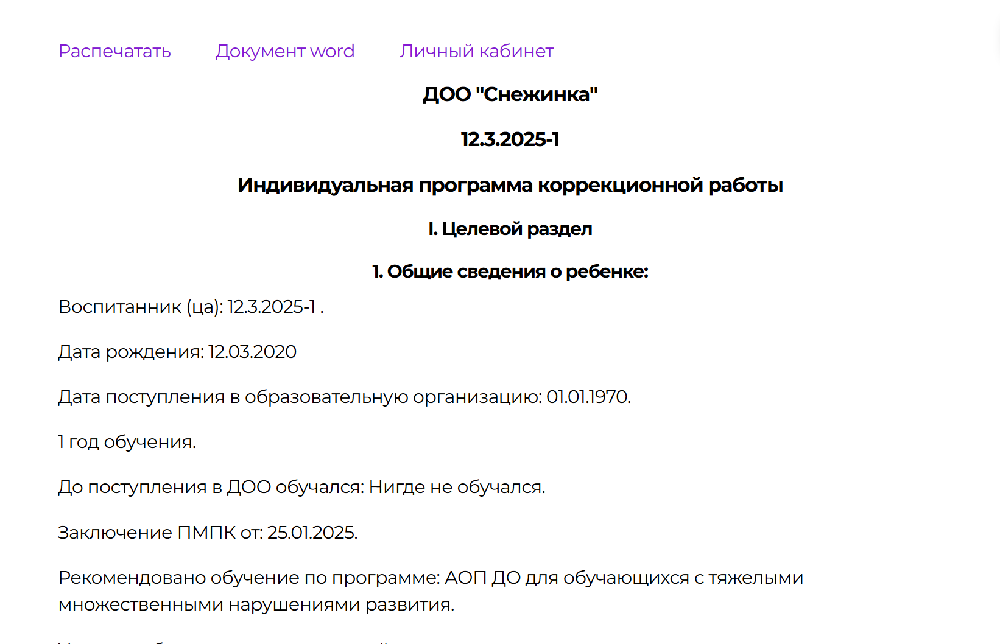 Распечатать Документ word Личный кабинет
ДОО "Снежинка"
12.3.2025-1
Индивидуальная программа коррекционной работы
I. Целевой раздел
1. Общие сведения о ребенке:
Воспитанник (ца): 12.3.2025-1 .
Дата рождения: 12.03.2020
Дата поступления в образовательную организацию: 01.01.1970.
1 год обучения.
До поступления в ДОО обучался: Нигде не обучался.
Заключение ПМПК от: 25.01.2025.
Рекомендовано обучение по программе: АОП ДО для обучающихся с тяжелыми
множественными нарушениями развития.